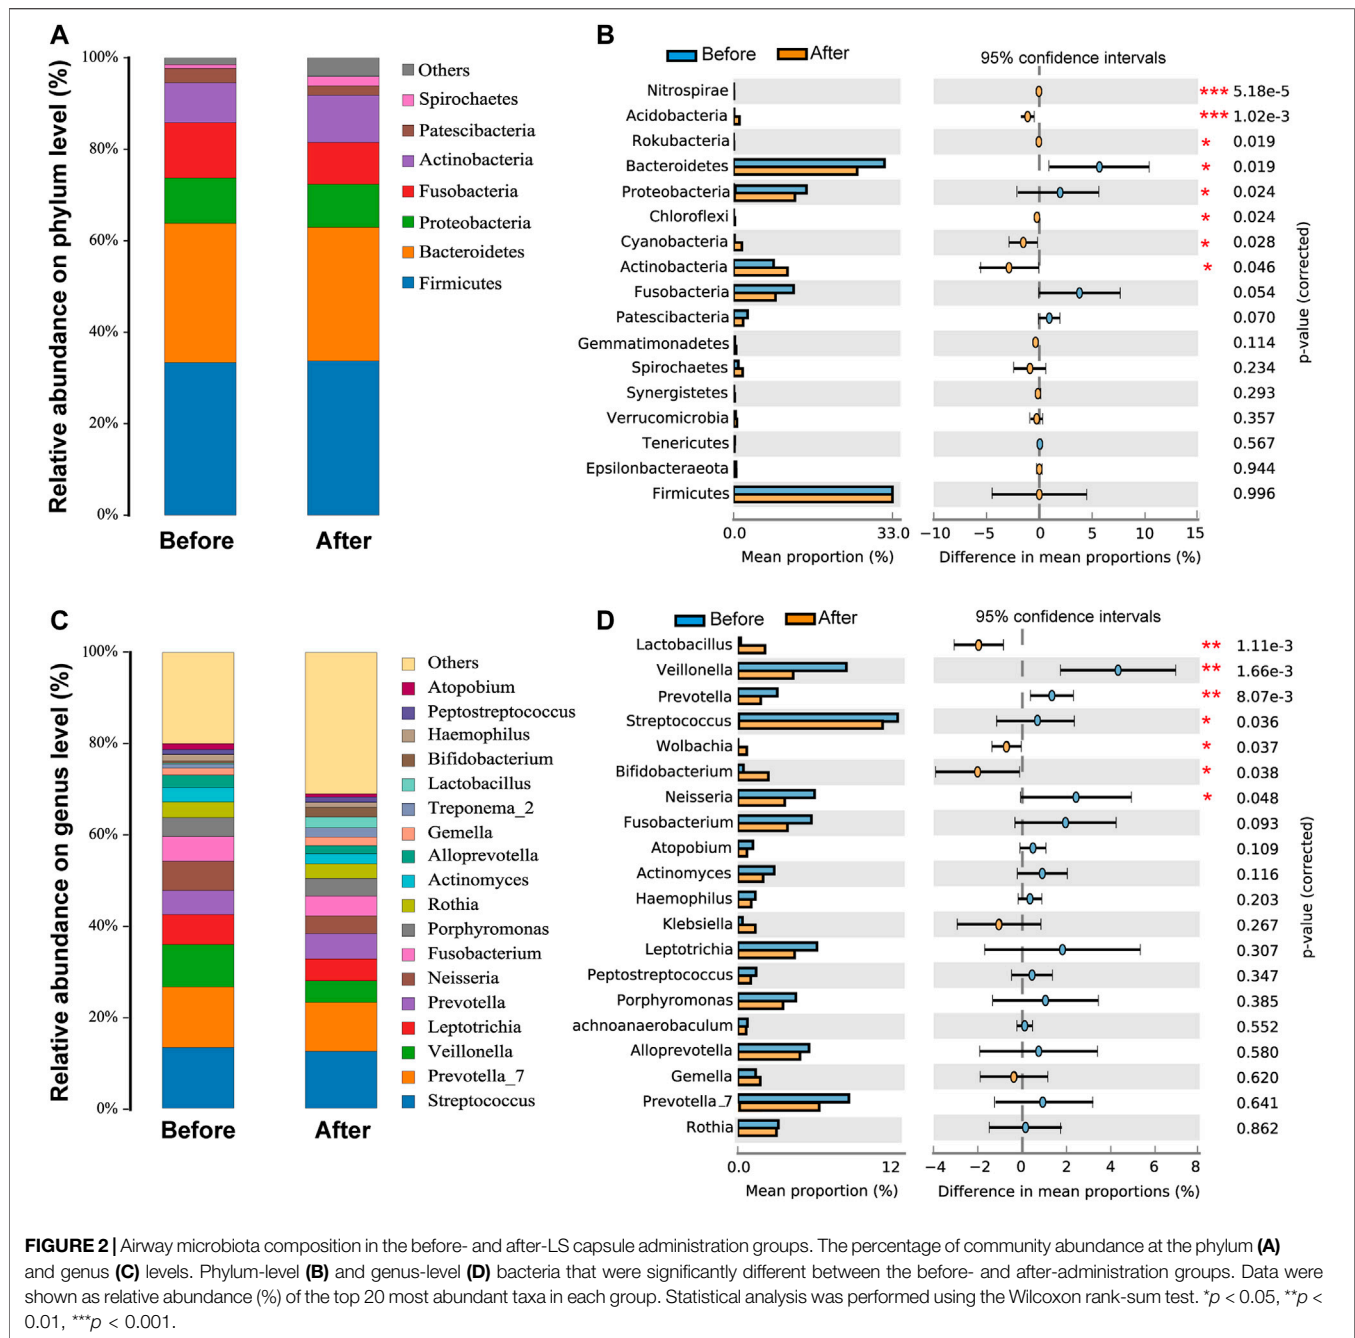 A
Relative abundance on phylum level (%)
100%
80%
60%
40%
20%
0%
Before
After
Others
Spirochaetes
Patescibacteria
Actinobacteria
Fusobacteria
Proteobacteria
Bacteroidetes
Firmicutes
B
Before
After
95% confidence intervals
Nitrospirae
*** 5.18e-5
Acidobacteria
*** 1.02e-3
Rokubacteria
* 0.019
Bacteroidetes
* 0.019
Proteobacteria
* 0.024
Chloroflexi
* 0.024
Cyanobacteria
* 0.028
Actinobacteria
* 0.046
Fusobacteria
0.054
Patescibacteria
0.070
Gemmatimonadetes
0.114
Spirochaetes
0.234
Synergistetes
0.293
Verrucomicrobia
0.357
Tenericutes
0.567
Epsilonbacteraeota
0.944
Firmicutes
0.996
p-value (corrected)
0.0
33.0
−10
−5
0
5
10
15
Mean proportion (%)
Difference in mean proportions (%)
C
Relative abundance on genus level (%)
100%
80%
60%
40%
20%
0%
Before
After
Others
Atopobium
Peptostreptococcus
Haemophilus
Bifidobacterium
Lactobacillus
Treponema_2
Gemella
Alloprevotella
Actinomyces
Rothia
Porphyromonas
Fusobacterium
Neisseria
Prevotella
Leptotrichia
Veillonella
Prevotella_7
Streptococcus
D
Before
After
95% confidence intervals
Lactobacillus
** 1.11e-3
Veillonella
** 1.66e-3
Prevotella
** 8.07e-3
Streptococcus
* 0.036
Wolbachia
* 0.037
Bifidobacterium
* 0.038
Neisseria
* 0.048
Fusobacterium
0.093
Atopobium
0.109
Actinomyces
0.116
Haemophilus
0.203
Klebsiella
0.267
Leptotrichia
0.307
Peptostreptococcus
0.347
Porphyromonas
0.385
achnoanaerobaculum
0.552
Alloprevotella
0.580
Gemella
0.620
Prevotella_7
0.641
Rothia
0.862
p-value (corrected)
0.0
12
−4
−2
0
2
4
6
8
Mean proportion (%)
Difference in mean proportions (%)
FIGURE 2 | Airway microbiota composition in the before- and after-LS capsule administration groups. The percentage of community abundance at the phylum (A)
and genus (C) levels. Phylum-level (B) and genus-level (D) bacteria that were significantly different between the before- and after-administration groups. Data were
shown as relative abundance (%) of the top 20 most abundant taxa in each group. Statistical analysis was performed using the Wilcoxon rank-sum test. *p < 0.05, **p <
0.01, ***p < 0.001.